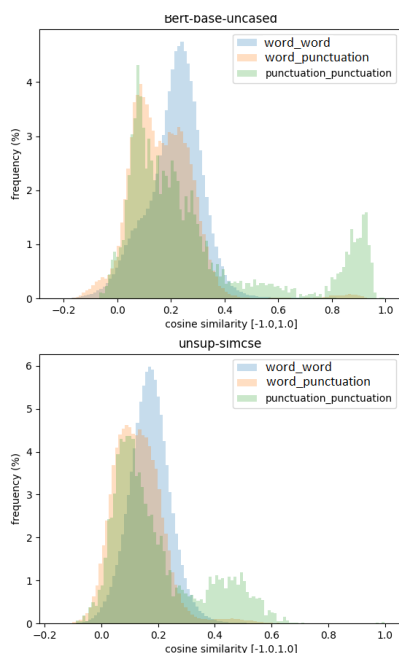 Bert-base-uncased
word_word
word_punctuation
punctuation_punctuation
frequency (%)
4
3
2
1
0
−0.2 0.0 0.2 0.4 0.6 0.8 1.0
cosine similarity [-1.0,1.0]
unsup-simcse
word_word
word_punctuation
punctuation_punctuation
frequency (%)
6
5
4
3
2
1
0
−0.2 0.0 0.2 0.4 0.6 0.8 1.0
cosine similarity [-1.0,1.0]